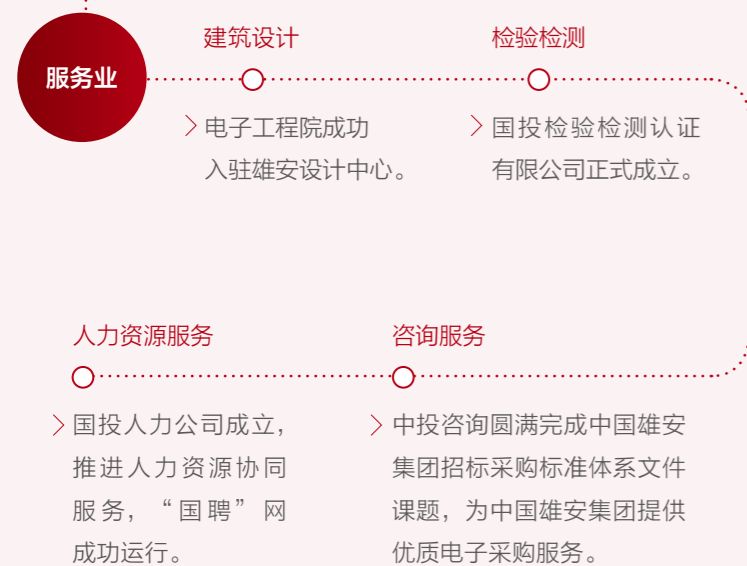 服务业
建筑设计
电子工程院成功
入驻雄安设计中心。
检验检测
国投检验检测认证
有限公司正式成立。
咨询服务
中投咨询圆满完成中国雄安
集团招标采购标准体系文件
课题，为中国雄安集团提供
优质电子采购服务。
人力资源服务
国投人力公司成立，
推进人力资源协同
服务，“国聘”网
成功运行。